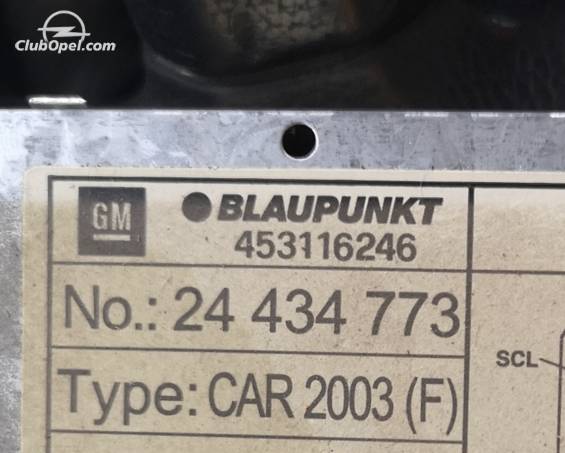 ClubOpel.com
GM
BLAUPUNKT
453116246
No.: 24 434 773
Type: CAR 2003 (F)
SCL